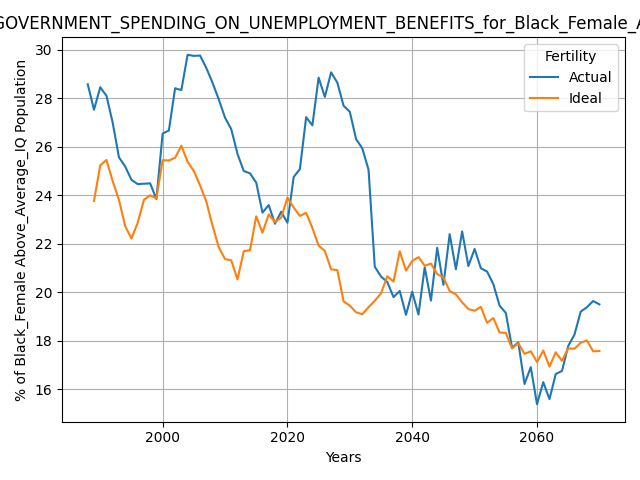 GOVERNMENT_SPENDING_ON_UNEMPLOYMENT_BENEFITS_for_Black_Female_A
Fertility
Actual
Ideal
% of Black_Female Above_Average_IQ Population
30
28
26
24
22
20
18
16
2000 2020 2040 2060
Years